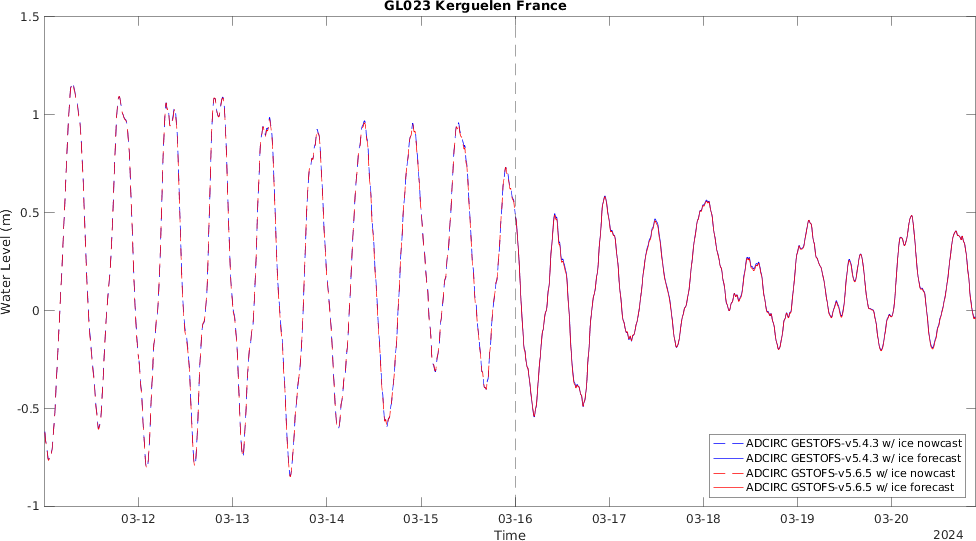 GL023 Kerguelen France
1.5
1
0.5
0
-0.5
-1
Water Level (m)
03-12
03-13
03-14
03-15
03-16
03-17
03-18
03-19
03-20
Time
2024
ADCIRC GESTOFS-v5.4.3 w/ ice nowcast
ADCIRC GESTOFS-v5.4.3 w/ ice forecast
ADCIRC GSTOFS-v5.6.5 w/ ice nowcast
ADCIRC GSTOFS-v5.6.5 w/ ice forecast